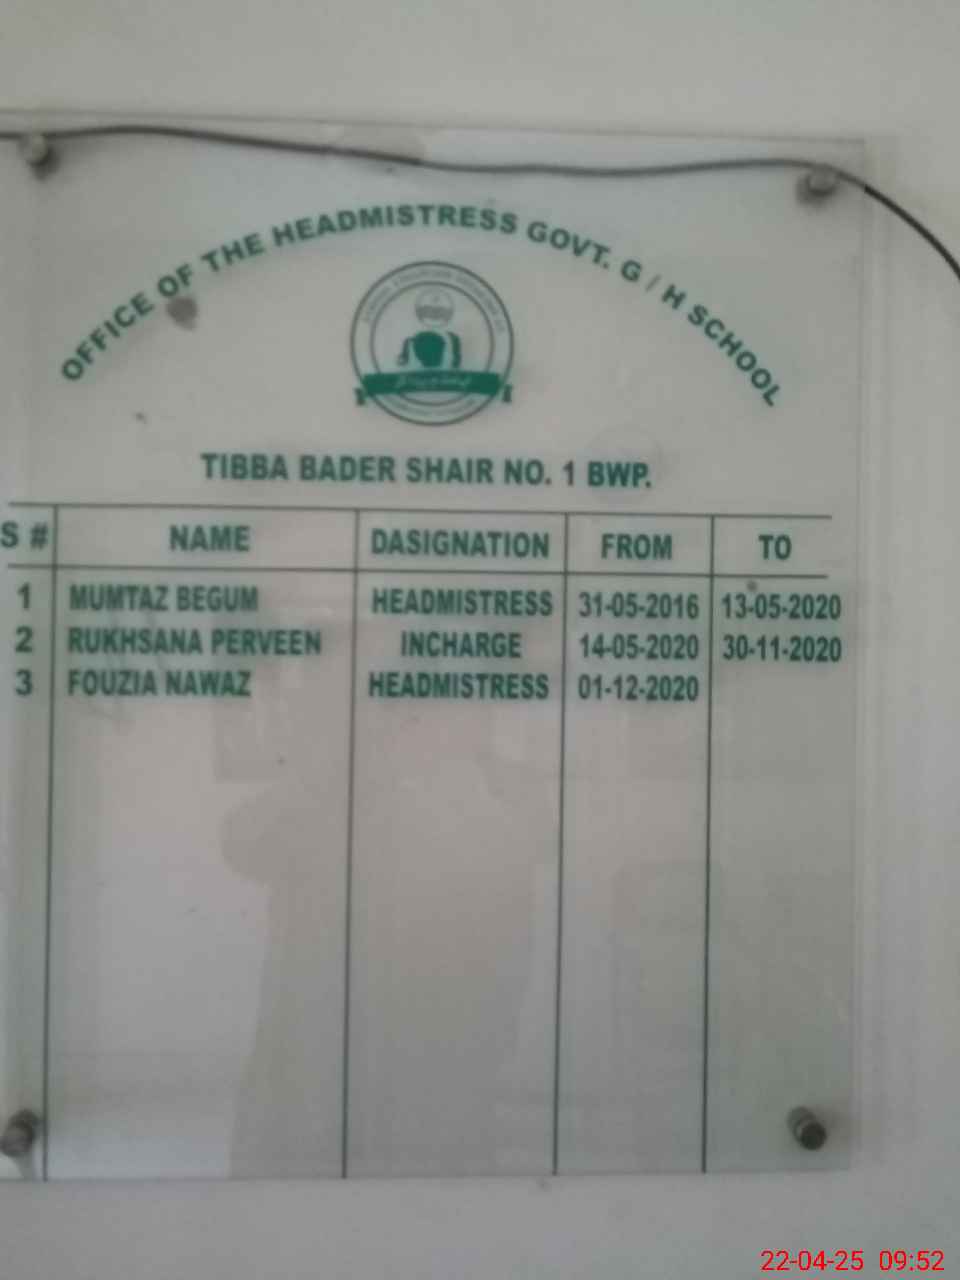 OFFICE OF THE HEADMISTRESS GOVT. G / H SCHOOL
TIBBA BADER SHAIR NO. 1 BWP.
S # NAME DASIGNATION FROM TO
1 MUMTAZ BEGUM HEADMISTRESS 31-05-2016 13-05-2020
2 RUKHSANA PERVEEN INCHARGE 14-05-2020 30-11-2020
3 FOUZIA NAWAZ HEADMISTRESS 01-12-2020
22-04-25 09:52